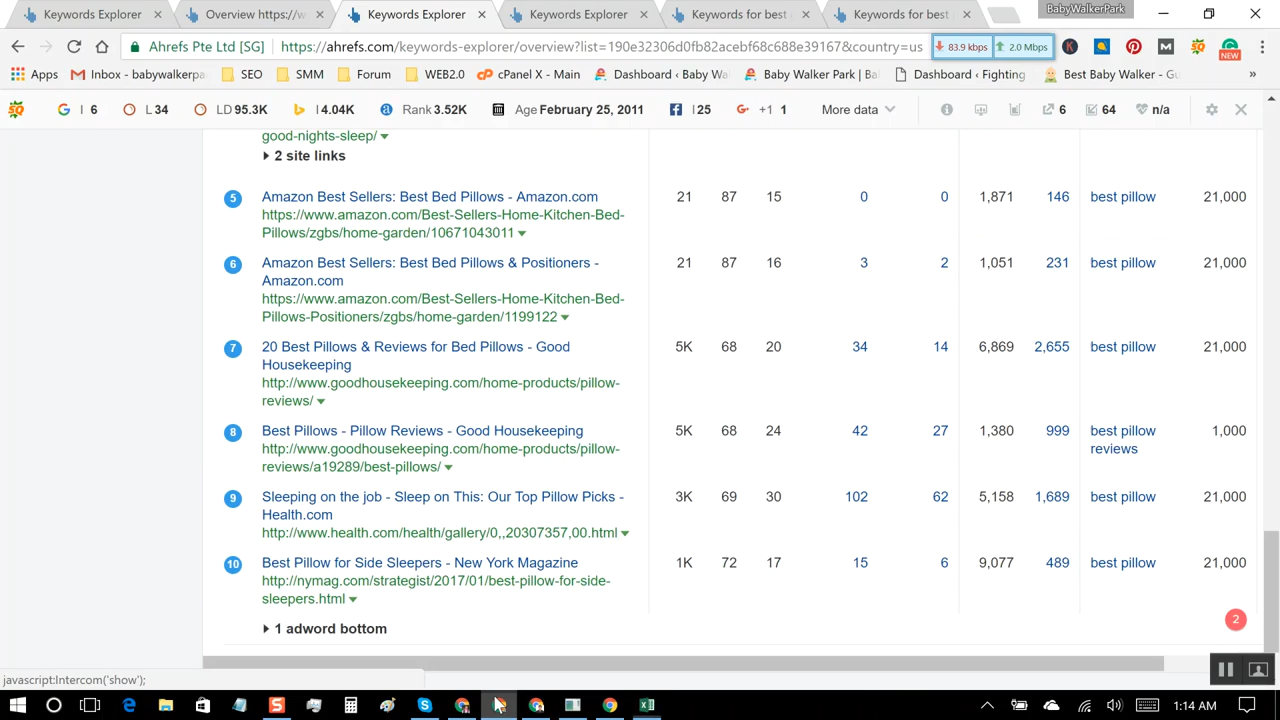 BabyWalkerPark
Keywords Explorer
Overview https://w
Keywords Explorer
Keywords Explorer
Keywords for best
Keywords for best
Ahrefs Pte Ltd [SG]
https://ahrefs.com/keywords-explorer/overview?list=190e32306d0fb82acebf68c688e39167&country=us
83.9 kbps
2.0 Mbps
NEW
Apps
Inbox - babywalkerpa
SEO
SMM
Forum
WEB2.0
cPanel X - Main
Dashboard ‹ Baby Wa
Baby Walker Park | Ba
Dashboard ‹ Fighting
Best Baby Walker - Gu
»
I 6
L 34
LD 95.3K
I 4.04K
Rank 3.52K
Age February 25, 2011
I 25
+1 1
More data
6
64
n/a
good-nights-sleep/
2 site links
5 Amazon Best Sellers: Best Bed Pillows - Amazon.com 21 87 15 0 0 1,871 146 best pillow 21,000
https://www.amazon.com/Best-Sellers-Home-Kitchen-Bed-
Pillows/zgbs/home-garden/10671043011
6 Amazon Best Sellers: Best Bed Pillows & Positioners - 21 87 16 3 2 1,051 231 best pillow 21,000
Amazon.com
https://www.amazon.com/Best-Sellers-Home-Kitchen-Bed-
Pillows-Positioners/zgbs/home-garden/1199122
7 20 Best Pillows & Reviews for Bed Pillows - Good 5K 68 20 34 14 6,869 2,655 best pillow 21,000
Housekeeping
http://www.goodhousekeeping.com/home-products/pillow-
reviews/
8 Best Pillows - Pillow Reviews - Good Housekeeping 5K 68 24 42 27 1,380 999 best pillow 1,000
http://www.goodhousekeeping.com/home-products/pillow- reviews
reviews/a19289/best-pillows/
9 Sleeping on the job - Sleep on This: Our Top Pillow Picks - 3K 69 30 102 62 5,158 1,689 best pillow 21,000
Health.com
http://www.health.com/health/gallery/0,,20307357,00.html
10 Best Pillow for Side Sleepers - New York Magazine 1K 72 17 15 6 9,077 489 best pillow 21,000
http://nymag.com/strategist/2017/01/best-pillow-for-side-
sleepers.html
1 adword bottom
2
javascript:Intercom('show');
1:14 AM